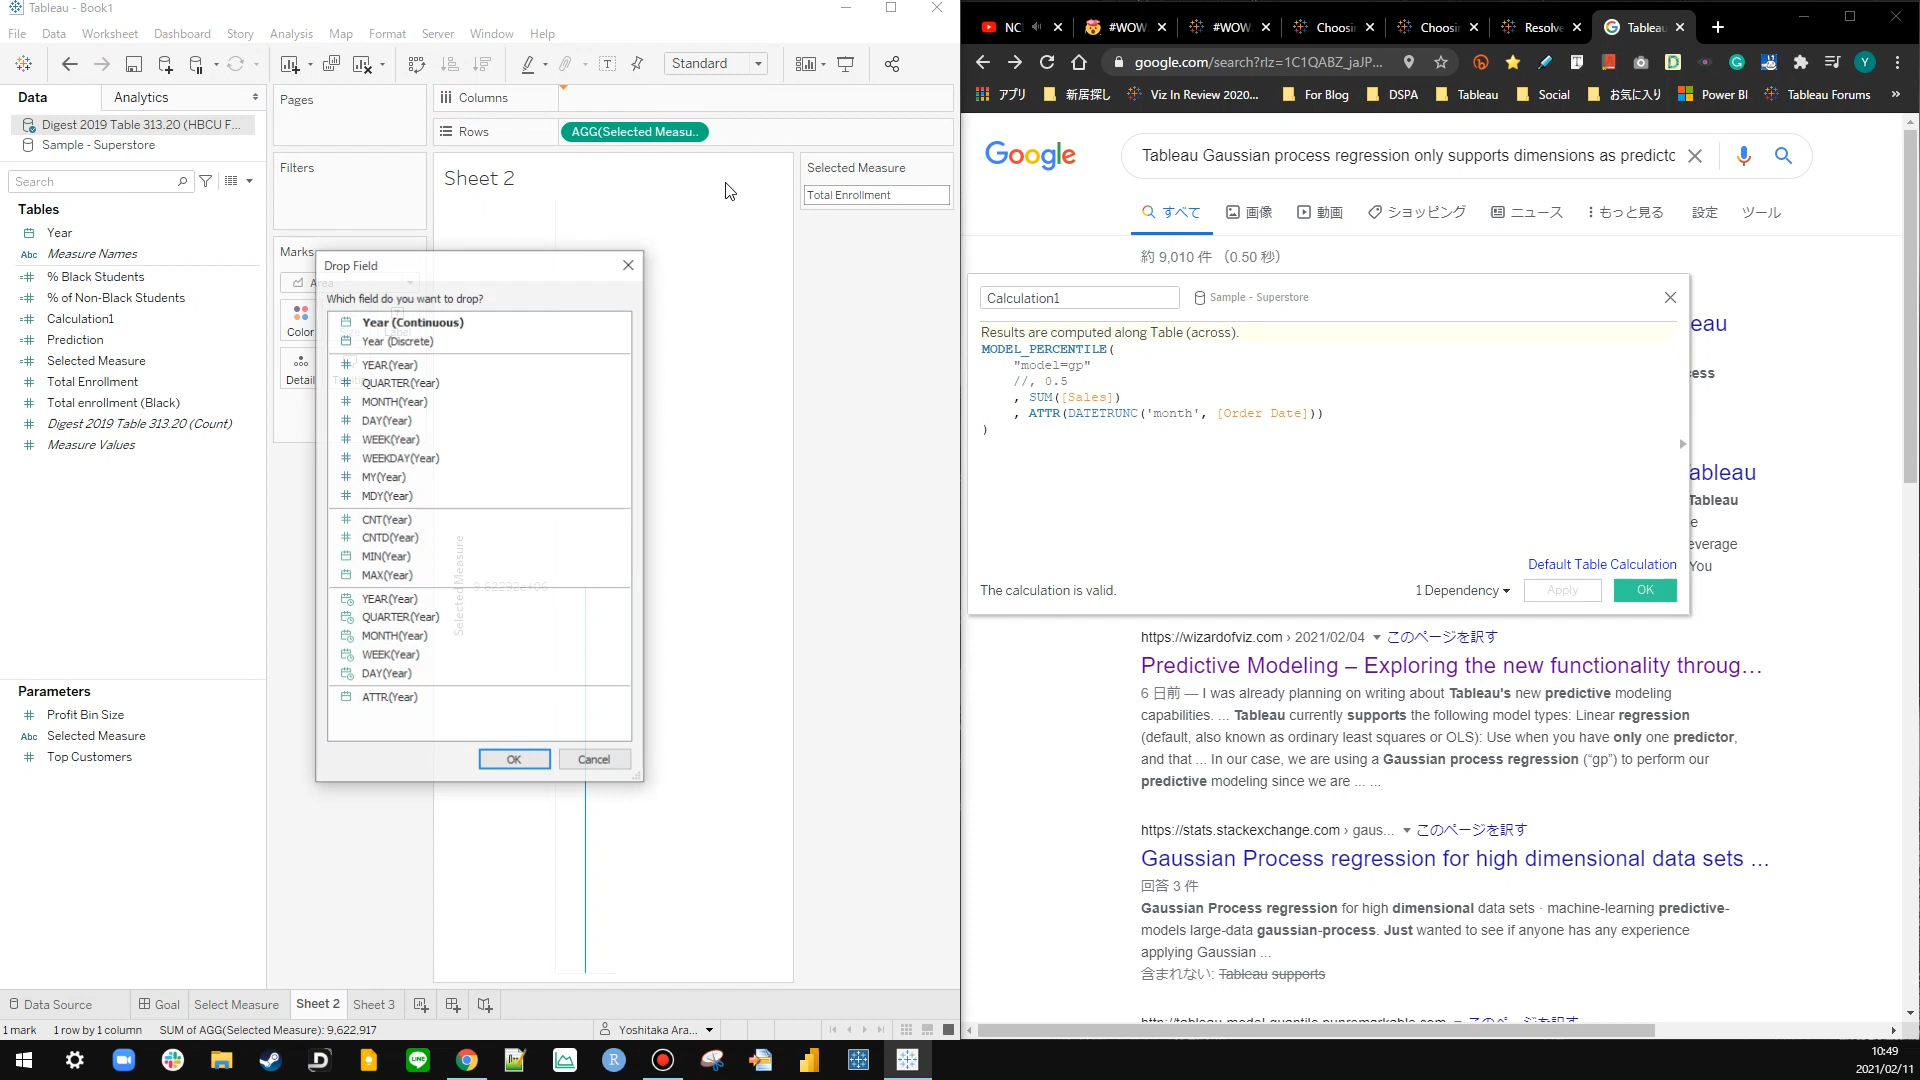 Tableau - Book1
File Data Worksheet Dashboard Story Analysis Map Format Server Window Help
Standard
Data
Analytics
Digest 2019 Table 313.20 (HBCU F...
Sample - Superstore
Search
Tables
Year
Abc Measure Names
% Black Students
% of Non-Black Students
Calculation1
Prediction
Selected Measure
Total Enrollment
Total enrollment (Black)
Digest 2019 Table 313.20 (Count)
Measure Values
Parameters
Profit Bin Size
Abc Selected Measure
Top Customers
Pages
Filters
Marks
Color
Detail
Columns
Rows
AGG(Selected Measu..
Sheet 2
Selected Measure
Total Enrollment
Drop Field
Which field do you want to drop?
Year (Continuous)
Year (Discrete)
YEAR(Year)
QUARTER(Year)
MONTH(Year)
DAY(Year)
WEEK(Year)
WEEKDAY(Year)
MY(Year)
MDY(Year)
CNT(Year)
CNTD(Year)
MIN(Year)
MAX(Year)
YEAR(Year)
QUARTER(Year)
MONTH(Year)
WEEK(Year)
DAY(Year)
ATTR(Year)
OK
Cancel
Selected Measure
9.62292e+06
Data Source
Goal
Select Measure
Sheet 2
Sheet 3
1 mark 1 row by 1 column SUM of AGG(Selected Measure): 9,622,917
Yoshitaka Ara...
NC
#WOW
#WOW
Choosin
Choosin
Resolve
Tableau
google.com/search?rlz=1C1QABZ_jaJP...
アプリ
新居探し
Viz In Review 2020...
For Blog
DSPA
Tableau
Social
お気に入り
Power BI
Tableau Forums
»
Google
Tableau Gaussian process regression only supports dimensions as predictc
すべて
画像
動画
ショッピング
ニュース
もっと見る
設定
ツール
約 9,010 件 (0.50 秒)
Calculation1
Sample - Superstore
Results are computed along Table (across).
MODEL_PERCENTILE(
"model=gp"
//, 0.5
, SUM([Sales])
, ATTR(DATETRUNC('month', [Order Date]))
)
Default Table Calculation
The calculation is valid.
1 Dependency
Apply
OK
eau
ess
ableau
Tableau
e
everage
You
https://wizardofviz.com › 2021/02/04 このページを訳す
Predictive Modeling – Exploring the new functionality throug...
6 日前 — I was already planning on writing about Tableau's new predictive modeling
capabilities. ... Tableau currently supports the following model types: Linear regression
(default, also known as ordinary least squares or OLS): Use when you have only one predictor,
and that ... In our case, we are using a Gaussian process regression (“gp”) to perform our
predictive modeling since we are ... ...
https://stats.stackexchange.com › gaus... このページを訳す
Gaussian Process regression for high dimensional data sets ...
回答 3 件
Gaussian Process regression for high dimensional data sets · machine-learning predictive-
models large-data gaussian-process. Just wanted to see if anyone has any experience
applying Gaussian ...
含まれない: Tableau supports
10:49
2021/02/11